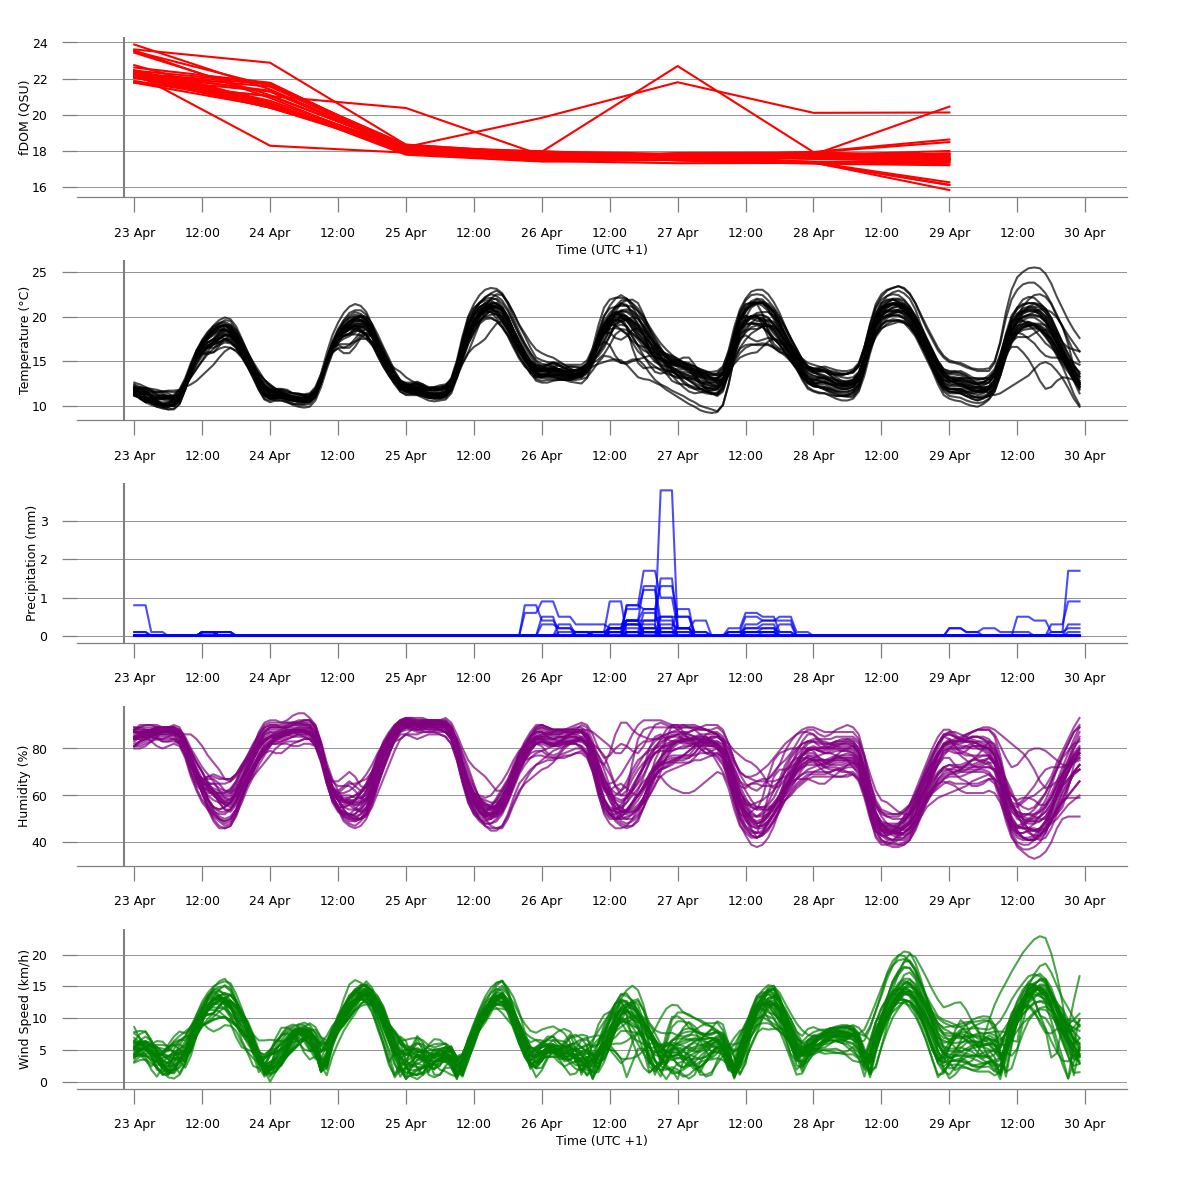 fDOM (QSU)
24
22
20
18
16
23 Apr 12:00 24 Apr 12:00 25 Apr 12:00 26 Apr 12:00 27 Apr 12:00 28 Apr 12:00 29 Apr 12:00 30 Apr
Time (UTC +1)
Temperature (°C)
25
20
15
10
23 Apr 12:00 24 Apr 12:00 25 Apr 12:00 26 Apr 12:00 27 Apr 12:00 28 Apr 12:00 29 Apr 12:00 30 Apr
Precipitation (mm)
3
2
1
0
23 Apr 12:00 24 Apr 12:00 25 Apr 12:00 26 Apr 12:00 27 Apr 12:00 28 Apr 12:00 29 Apr 12:00 30 Apr
Humidity (%)
80
60
40
23 Apr 12:00 24 Apr 12:00 25 Apr 12:00 26 Apr 12:00 27 Apr 12:00 28 Apr 12:00 29 Apr 12:00 30 Apr
Wind Speed (km/h)
20
15
10
5
0
23 Apr 12:00 24 Apr 12:00 25 Apr 12:00 26 Apr 12:00 27 Apr 12:00 28 Apr 12:00 29 Apr 12:00 30 Apr
Time (UTC +1)